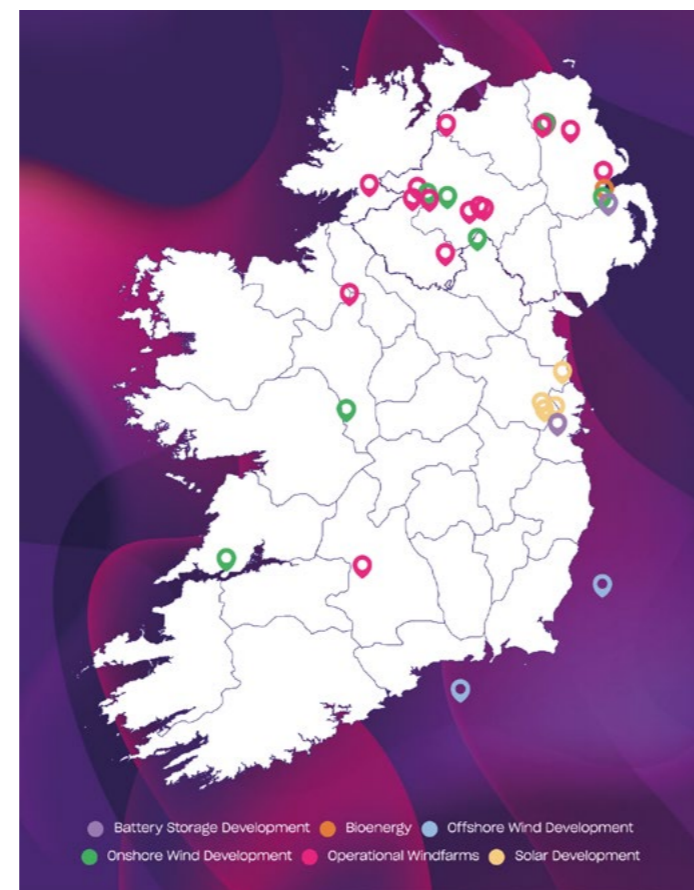 Battery Storage Development Bioenergy Offshore Wind Development
Onshore Wind Development Operational Windfarms Solar Development